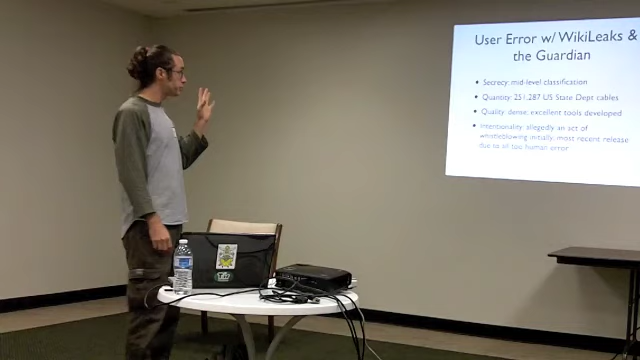 User Error w/ WikiLeaks &
the Guardian
• Secrecy: mid-level classification
• Quantity: 251,287 US State Dept cables
• Quality: dense; excellent tools developed
• Intentionality: allegedly an act of
whistleblowing initially; most recent release
due to all too human error